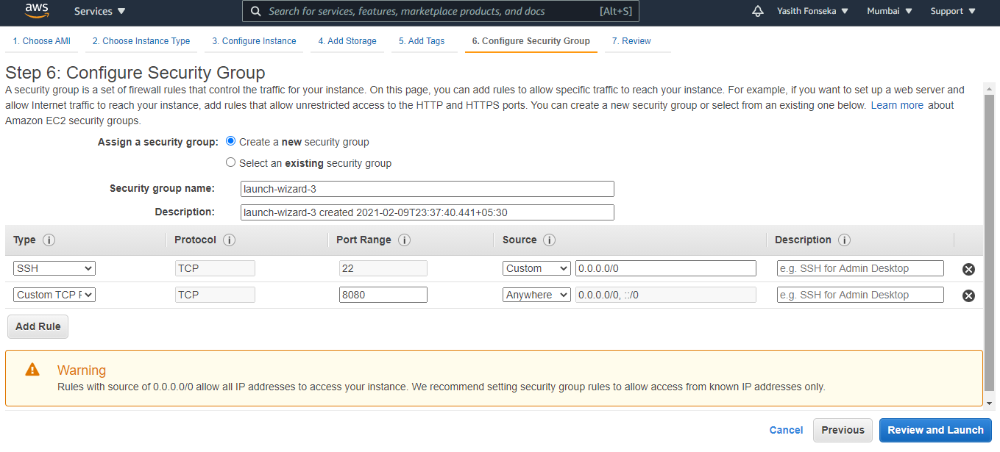 aws Services Search for services, features, marketplace products, and docs [Alt+S] Yasith Fonseka Mumbai Support
1. Choose AMI 2. Choose Instance Type 3. Configure Instance 4. Add Storage 5. Add Tags 6. Configure Security Group 7. Review
Step 6: Configure Security Group
A security group is a set of firewall rules that control the traffic for your instance. On this page, you can add rules to allow specific traffic to reach your instance. For example, if you want to set up a web server and
allow Internet traffic to reach your instance, add rules that allow unrestricted access to the HTTP and HTTPS ports. You can create a new security group or select from an existing one below. Learn more about
Amazon EC2 security groups.
Assign a security group: Create a new security group
Select an existing security group
Security group name: launch-wizard-3
Description: launch-wizard-3 created 2021-02-09T23:37:40.441+05:30
Type i Protocol i Port Range i Source i Description i
SSH TCP 22 Custom 0.0.0.0/0 e.g. SSH for Admin Desktop
Custom TCP F TCP 8080 Anywhere 0.0.0.0/0, ::/0 e.g. SSH for Admin Desktop
Add Rule
Warning
Rules with source of 0.0.0.0/0 allow all IP addresses to access your instance. We recommend setting security group rules to allow access from known IP addresses only.
Cancel Previous Review and Launch